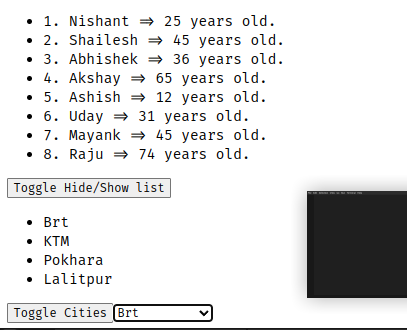 1. Nishant => 25 years old.
2. Shailesh => 45 years old.
3. Abhishek => 36 years old.
4. Akshay => 65 years old.
5. Ashish => 12 years old.
6. Uday => 31 years old.
7. Mayank => 45 years old.
8. Raju => 74 years old.
Toggle Hide/Show list
Brt
KTM
Pokhara
Lalitpur
Toggle Cities Brt